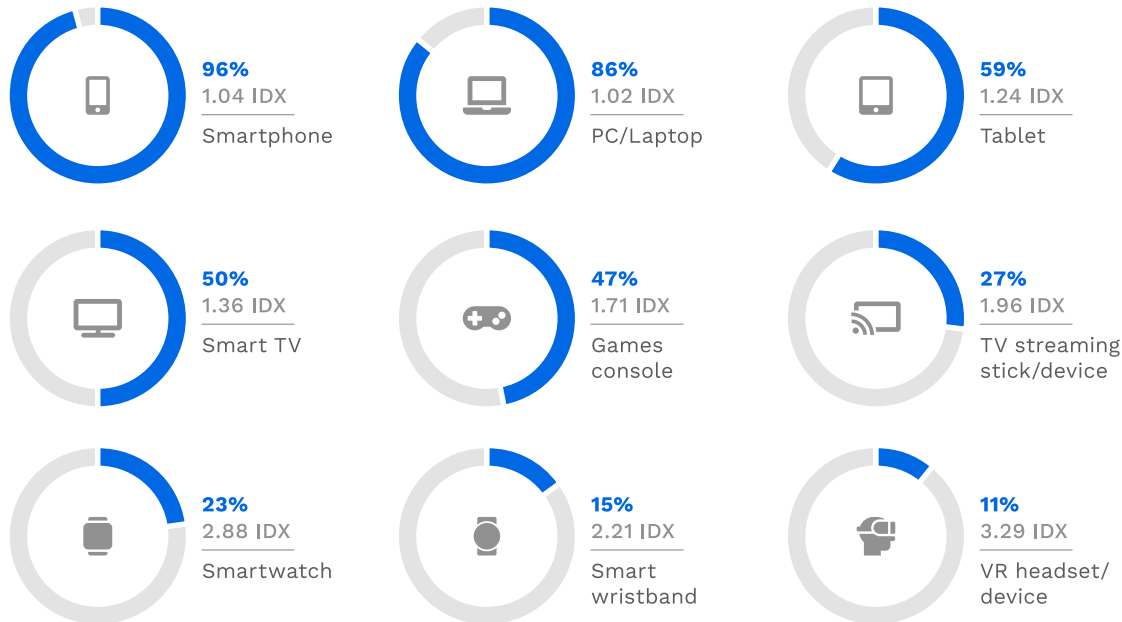 96%
1.04 IDX
Smartphone
86%
1.02 IDX
PC/Laptop
59%
1.24 IDX
Tablet
50%
1.36 IDX
Smart TV
47%
1.71 IDX
Games
console
27%
1.96 IDX
TV streaming
stick/device
23%
2.88 IDX
Smartwatch
15%
2.21 IDX
Smart
wristband
11%
3.29 IDX
VR headset/
device